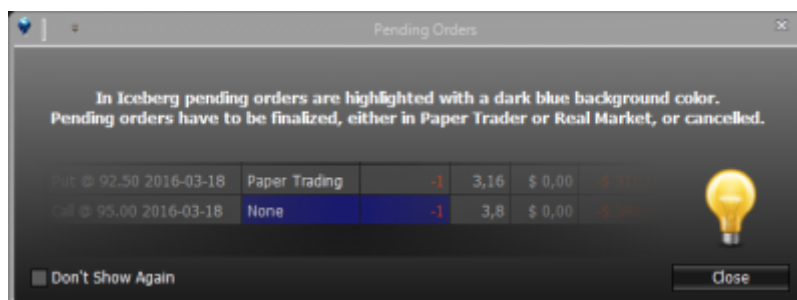 Pending Orders
In Iceberg pending orders are highlighted with a dark blue background color.
Pending orders have to be finalized, either in Paper Trader or Real Market, or cancelled.
Put @ 92.50 2016-03-18 Paper Trading -1 3,16 $ 0,00
Call @ 95.00 2016-03-18 None -1 3,8 $ 0,00
Don't Show Again
Close